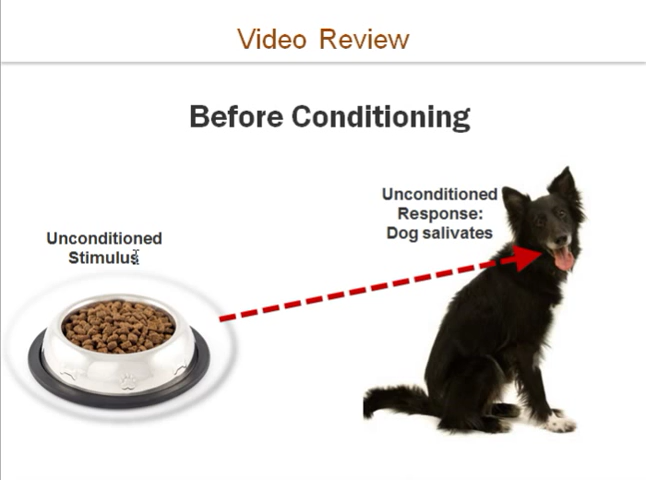 Video Review
Before Conditioning
Unconditioned
Response:
Dog salivates
Unconditioned
Stimulus